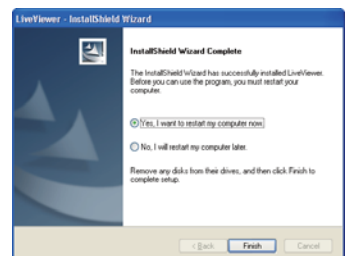 LiveViewer - InstallShield Wizard
InstallShield Wizard Complete
The InstallShield Wizard has successfully installed LiveViewer.
Before you can use the program, you must restart your
computer.
Yes, I want to restart my computer now.
No, I will restart my computer later.
Remove any disks from their drives, and then click Finish to
complete setup.
< Back
Finish
Cancel